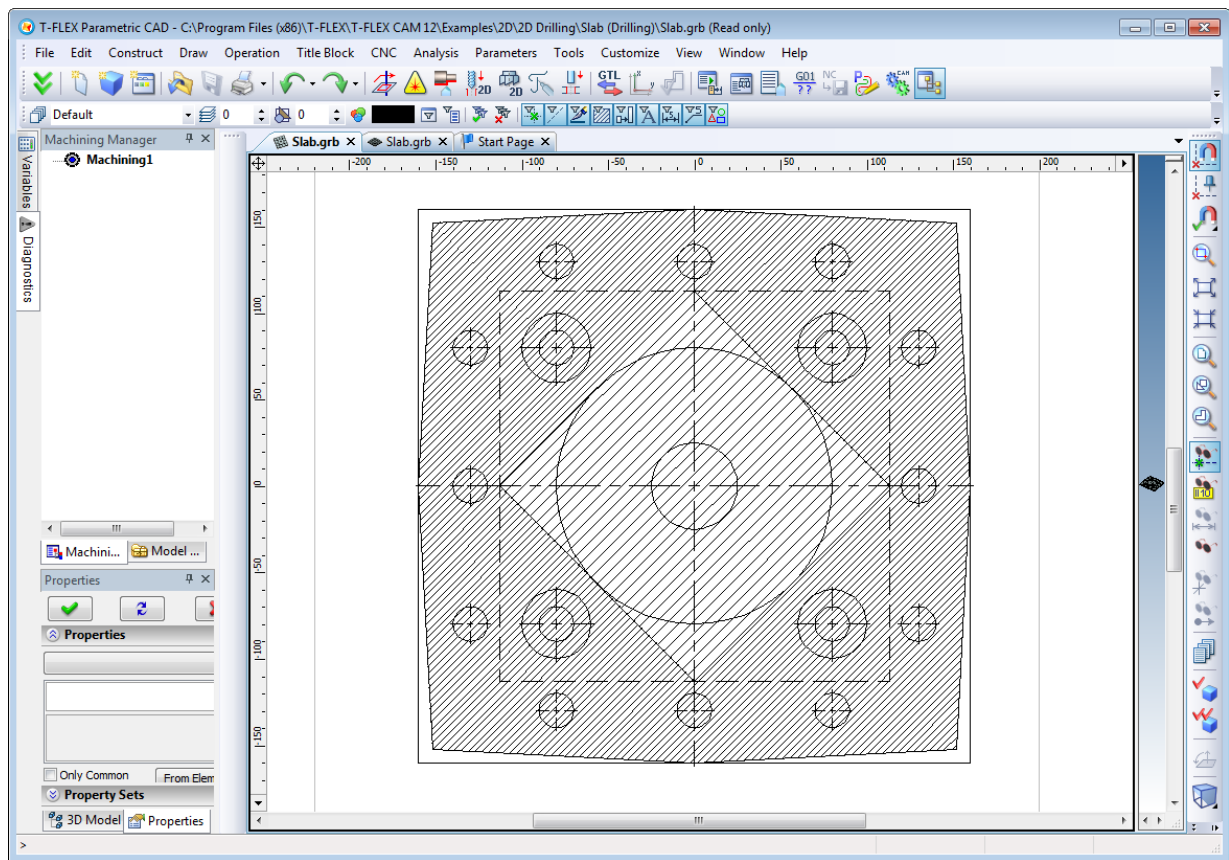 T-FLEX Parametric CAD - C:\Program Files (x86)\T-FLEX\T-FLEX CAM 12\Examples\2D\2D Drilling\Slab (Drilling)\Slab.grb (Read only)
File Edit Construct Draw Operation Title Block CNC Analysis Parameters Tools Customize View Window Help
2D 2D GTL G01 ?? NC CAM
Default 0 0
Machining Manager
Slab.grb Slab.grb Start Page
Machining1
Variables
Diagnostics
-200 -150 -100 -50 0 50 100 150 200
150
100
50
0
-50
-100
-150
10
Machini... Model ...
Properties
Properties
Only Common From Elem
Property Sets
3D Model Properties
>